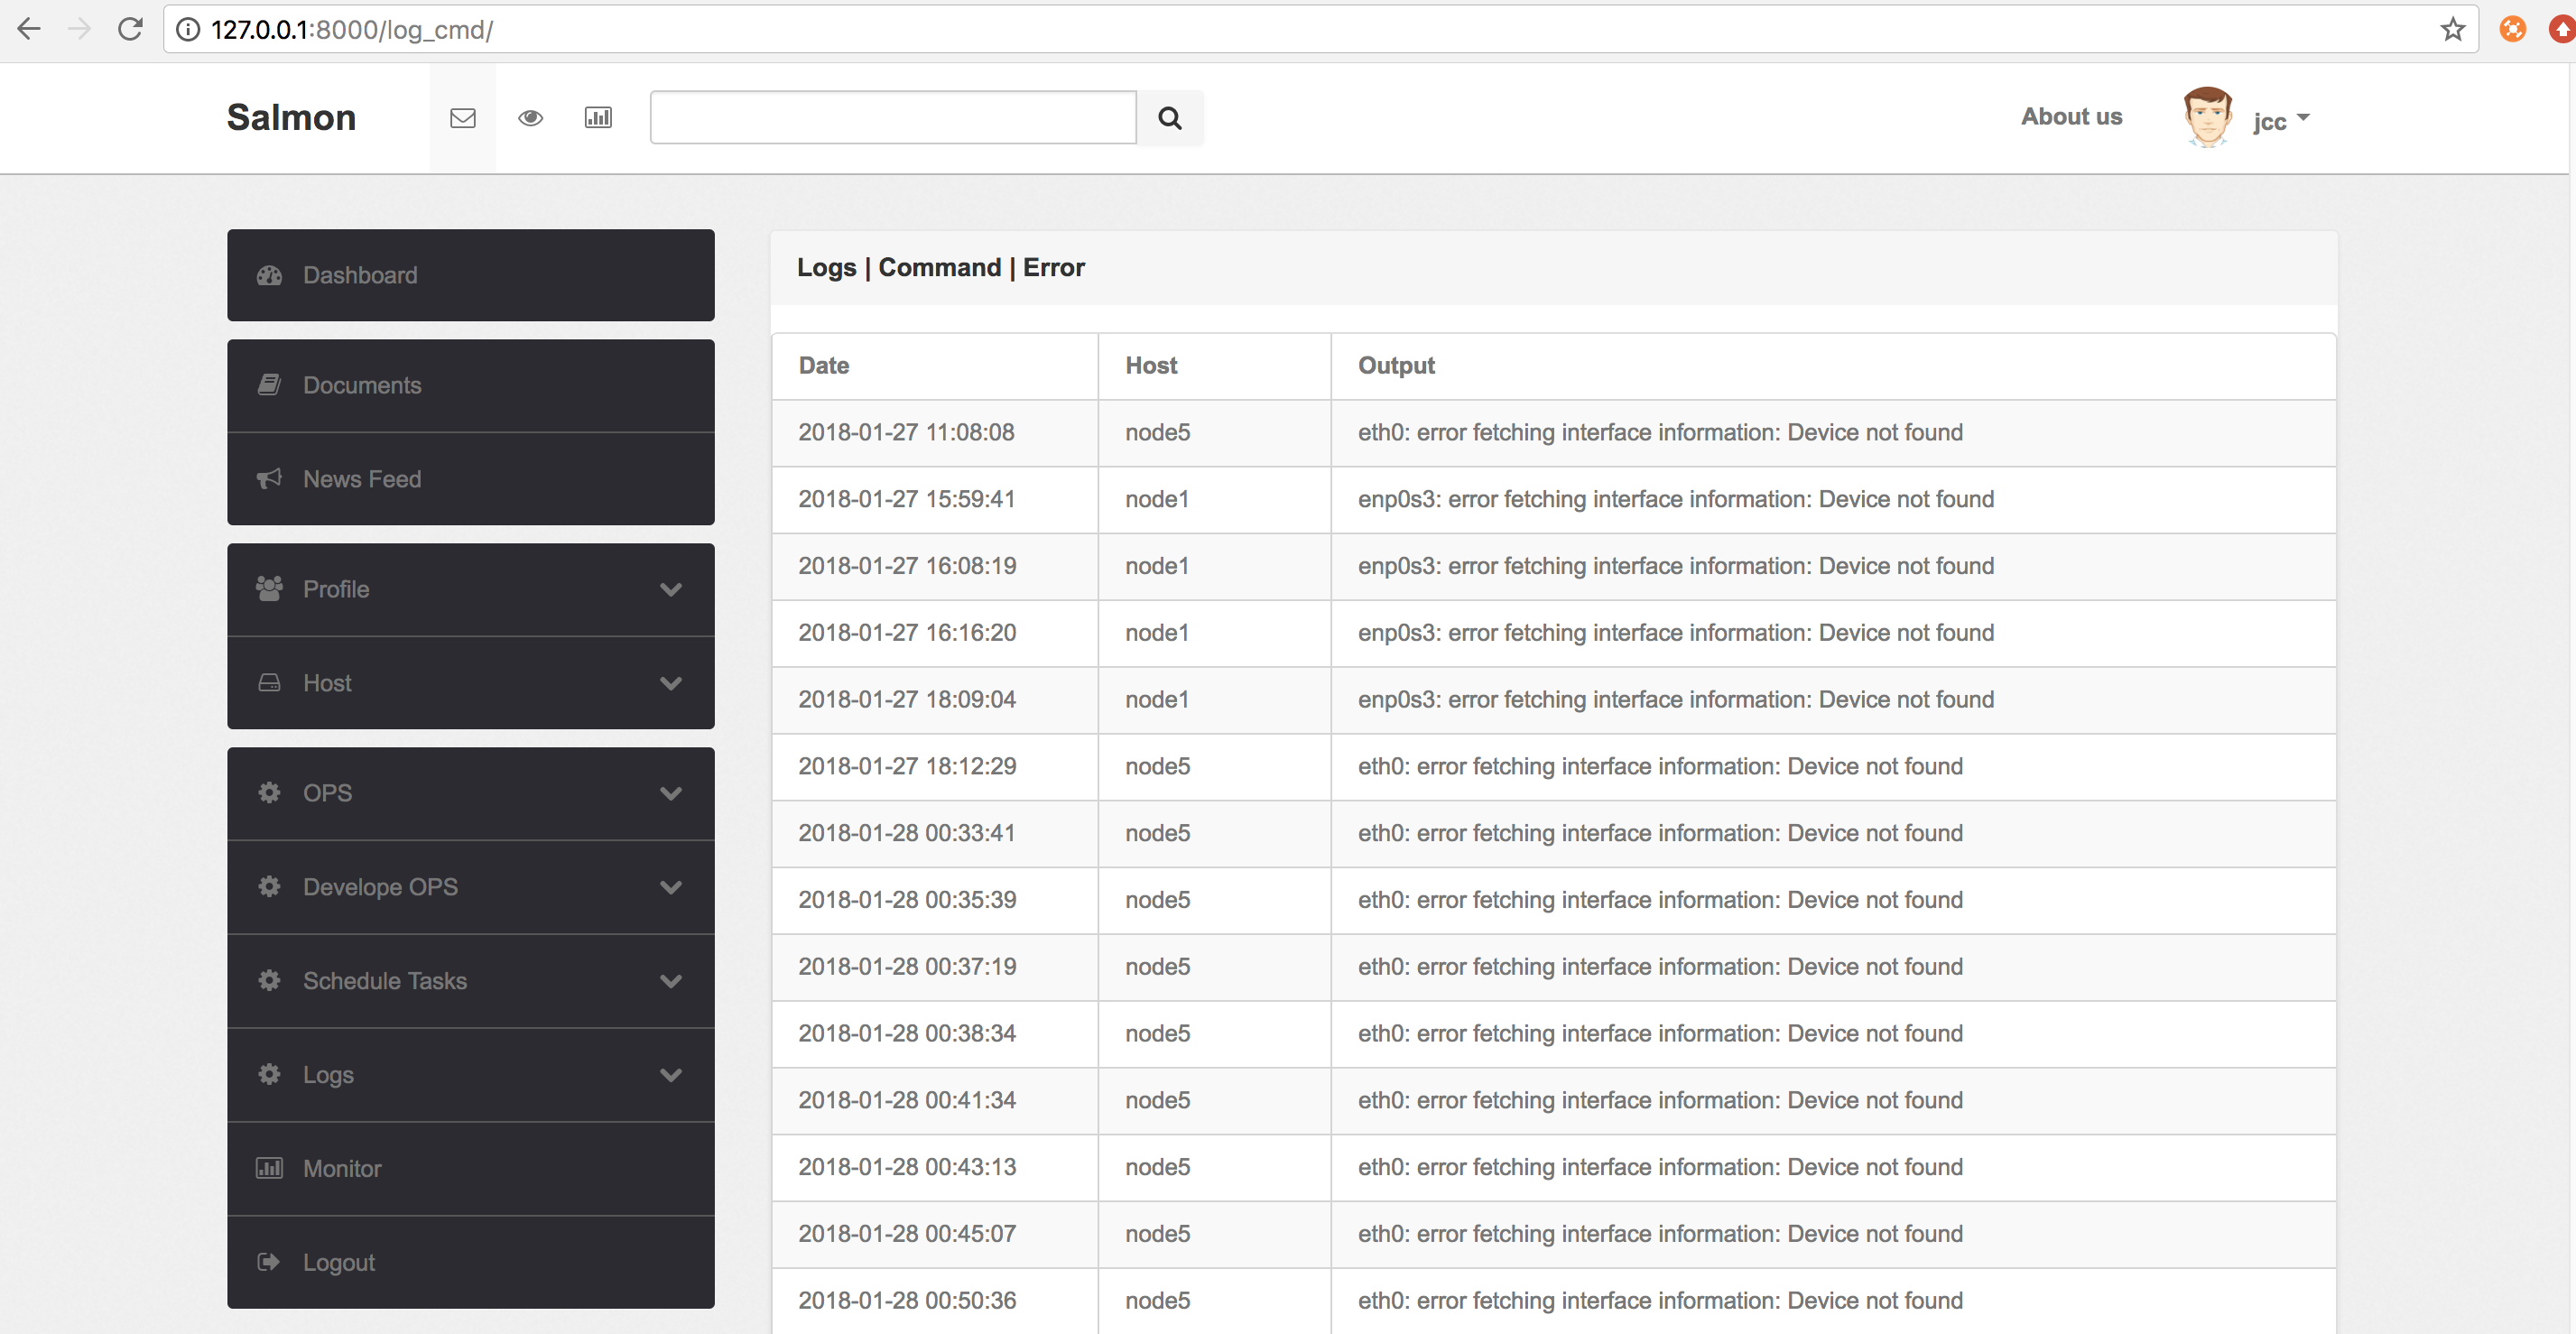 127.0.0.1:8000/log_cmd/
Salmon
About us
jcc
Dashboard
Documents
News Feed
Profile
Host
OPS
Develope OPS
Schedule Tasks
Logs
Monitor
Logout
Logs | Command | Error
Date Host Output
2018-01-27 11:08:08 node5 eth0: error fetching interface information: Device not found
2018-01-27 15:59:41 node1 enp0s3: error fetching interface information: Device not found
2018-01-27 16:08:19 node1 enp0s3: error fetching interface information: Device not found
2018-01-27 16:16:20 node1 enp0s3: error fetching interface information: Device not found
2018-01-27 18:09:04 node1 enp0s3: error fetching interface information: Device not found
2018-01-27 18:12:29 node5 eth0: error fetching interface information: Device not found
2018-01-28 00:33:41 node5 eth0: error fetching interface information: Device not found
2018-01-28 00:35:39 node5 eth0: error fetching interface information: Device not found
2018-01-28 00:37:19 node5 eth0: error fetching interface information: Device not found
2018-01-28 00:38:34 node5 eth0: error fetching interface information: Device not found
2018-01-28 00:41:34 node5 eth0: error fetching interface information: Device not found
2018-01-28 00:43:13 node5 eth0: error fetching interface information: Device not found
2018-01-28 00:45:07 node5 eth0: error fetching interface information: Device not found
2018-01-28 00:50:36 node5 eth0: error fetching interface information: Device not found